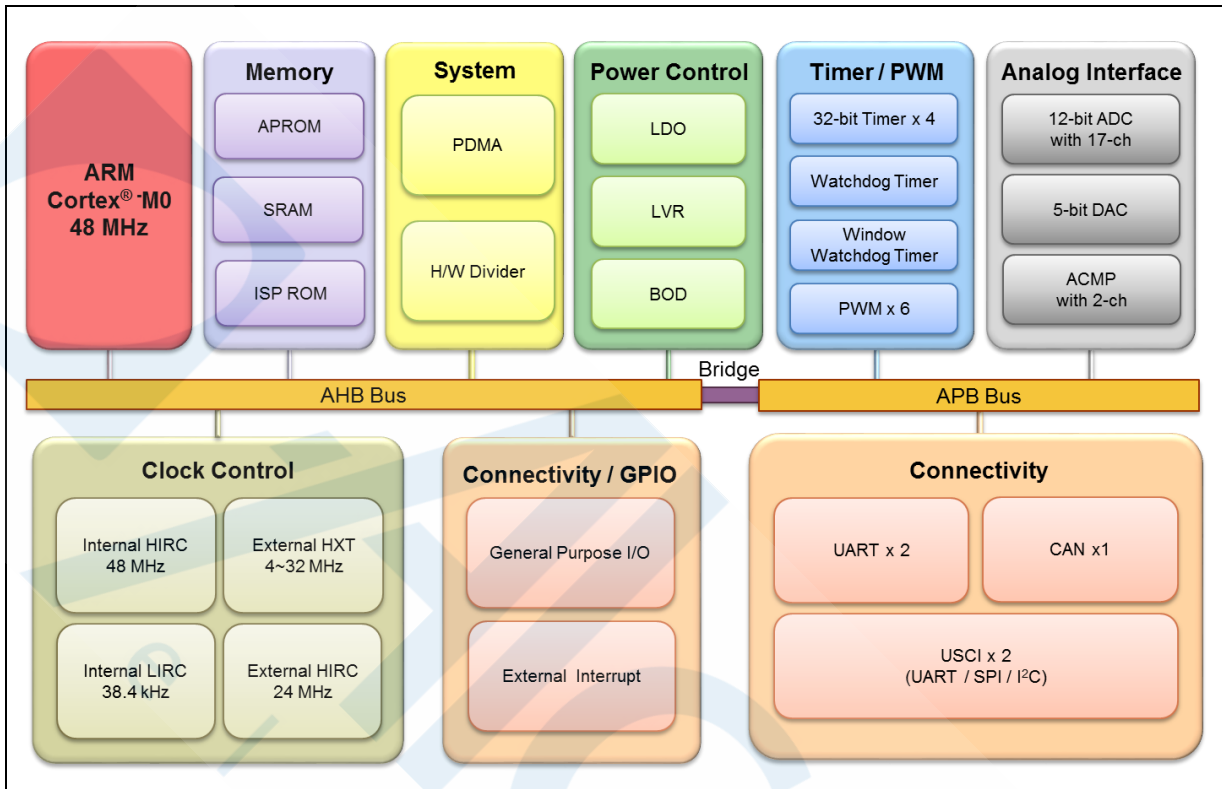 ARM
Cortex® -M0
48 MHz
Memory
APROM
SRAM
ISP ROM
System
PDMA
H/W Divider
Power Control
LDO
LVR
BOD
Timer / PWM
32-bit Timer x 4
Watchdog Timer
Window
Watchdog Timer
PWM x 6
Analog Interface
12-bit ADC
with 17-ch
5-bit DAC
ACMP
with 2-ch
AHB Bus
Bridge
APB Bus
Clock Control
Internal HIRC
48 MHz
External HXT
4~32 MHz
Internal LIRC
38.4 kHz
External HIRC
24 MHz
Connectivity / GPIO
General Purpose I/O
External Interrupt
Connectivity
UART x 2
CAN x1
USCI x 2
(UART / SPI / I²C)